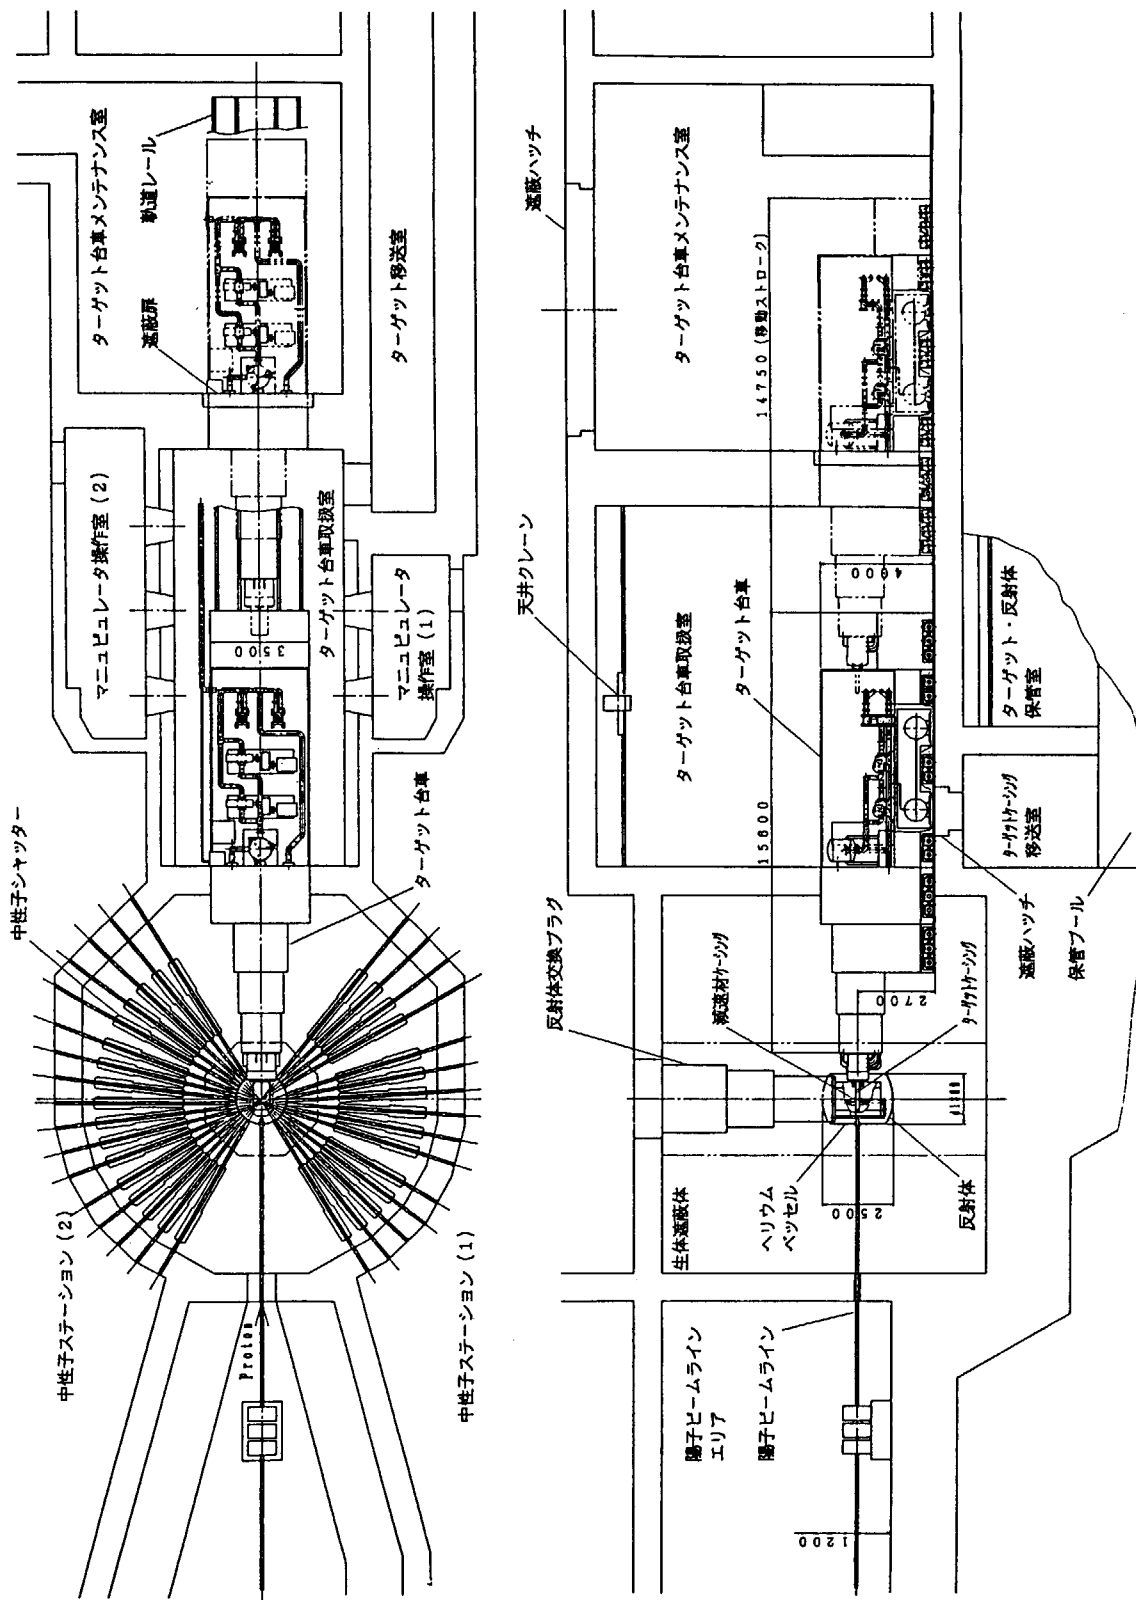 中性子シャッター
マニュピュレータ操作室 (2)
ターゲット台車メンテナンス室
遮蔽扉
軌道レール
中性子ステーション (2)
Proton
3500
ターゲット台車取扱室
ターゲット台車
マニュピュレータ
操作室 (1)
ターゲット移送室
中性子ステーション (1)
反射体交換プラグ
天井クレーン
遮蔽ハッチ
生体遮蔽体
減速材ケーシング
ターゲット台車取扱室
ターゲット台車メンテナンス室
陽子ビームライン
エリア
陽子ビームライン
ヘリウム
ベッセル
15600
14750 (移動ストローク)
ターゲット台車
1200
2500
2700
反射体
ターゲットケーシング
遮蔽ハッチ
ターゲットケーシング
移送室
ターゲット・反射体
保管室
保管プール